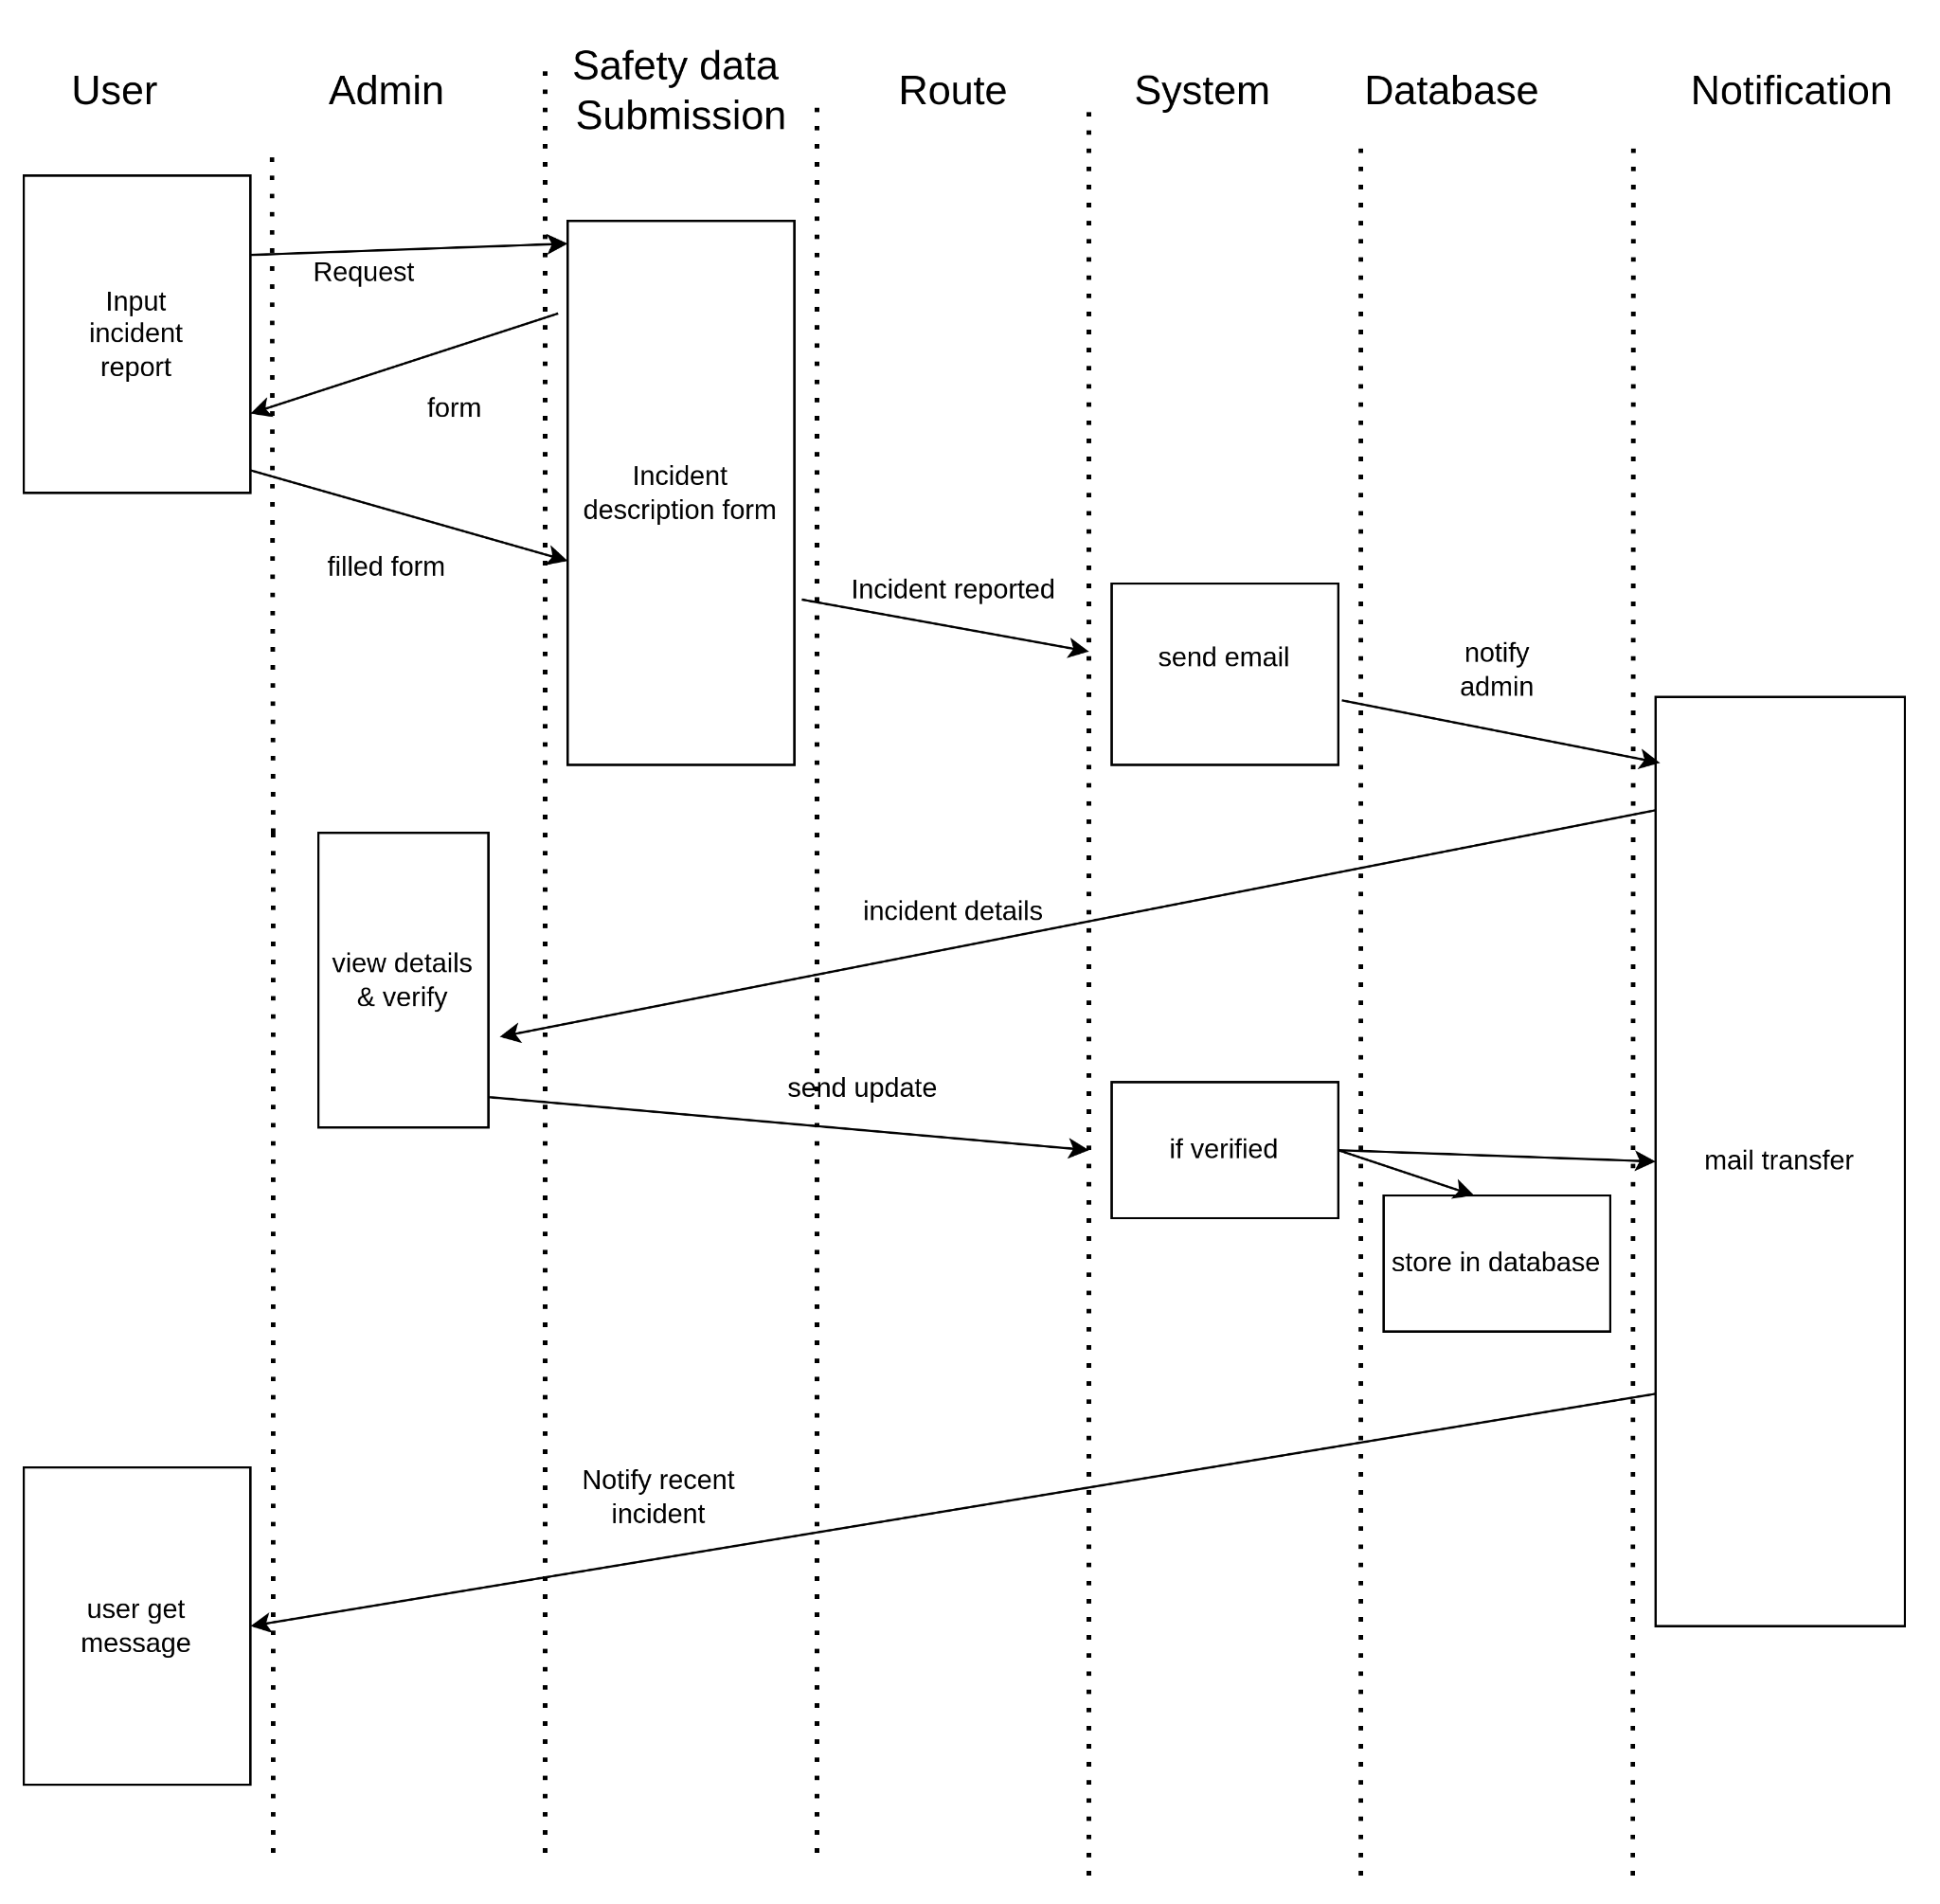 User
Admin
Safety data
Submission
Route
System
Database
Notification
Input
incident
report
Request
form
filled form
Incident
description form
Incident reported
send email
notify
admin
incident details
view details
& verify
send update
if verified
mail transfer
store in database
Notify recent
incident
user get
message